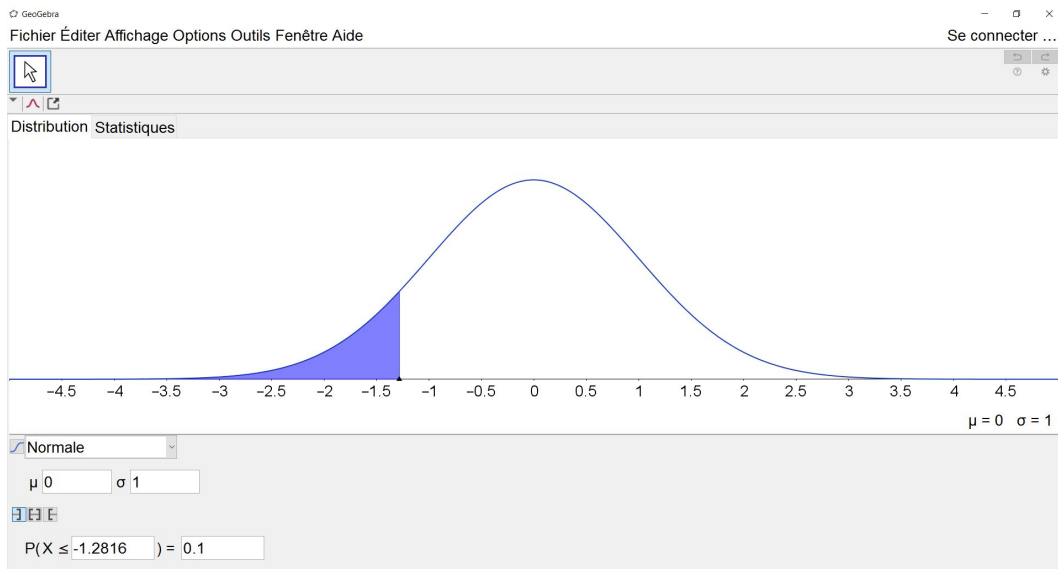 GeoGebra
Fichier Éditer Affichage Options Outils Fenêtre Aide Se connecter ...
Distribution Statistiques
−4.5 −4 −3.5 −3 −2.5 −2 −1.5 −1 −0.5 0 0.5 1 1.5 2 2.5 3 3.5 4 4.5
μ = 0 σ = 1
Normale
μ 0 σ 1
P( X ≤ -1.2816 ) = 0.1